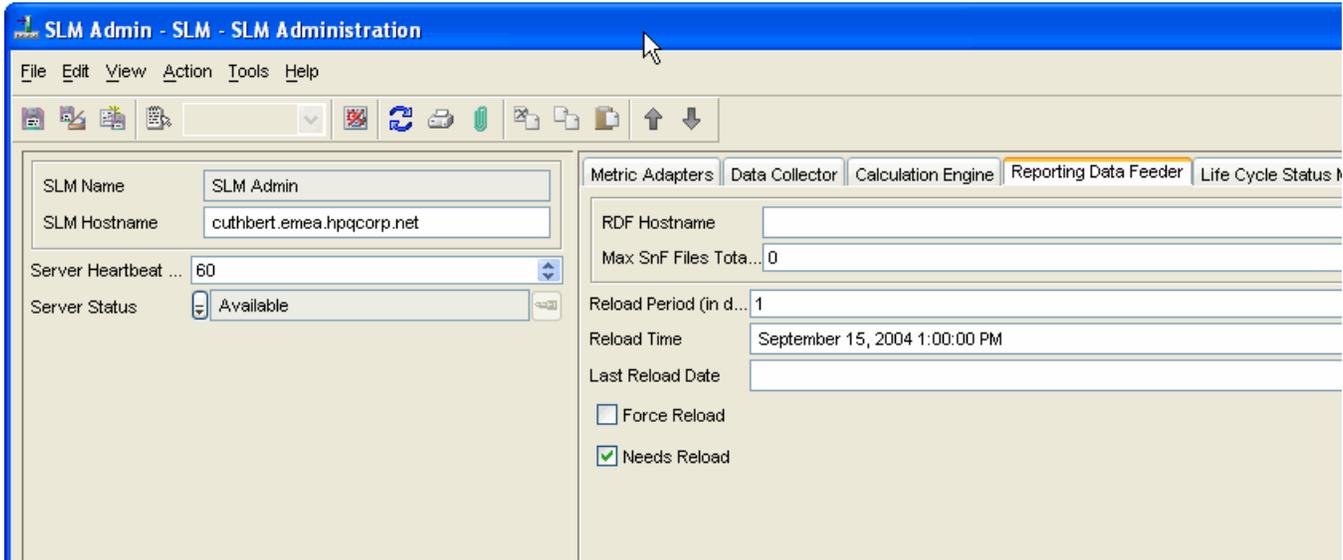 SLM Admin - SLM - SLM Administration
File Edit View Action Tools Help
SLM Name SLM Admin
SLM Hostname cuthbert.emea.hpqcorp.net
Server Heartbeat ... 60
Server Status Available
Metric Adapters Data Collector Calculation Engine Reporting Data Feeder Life Cycle Status
RDF Hostname
Max SnF Files Tota... 0
Reload Period (in d... 1
Reload Time September 15, 2004 1:00:00 PM
Last Reload Date
Force Reload
Needs Reload